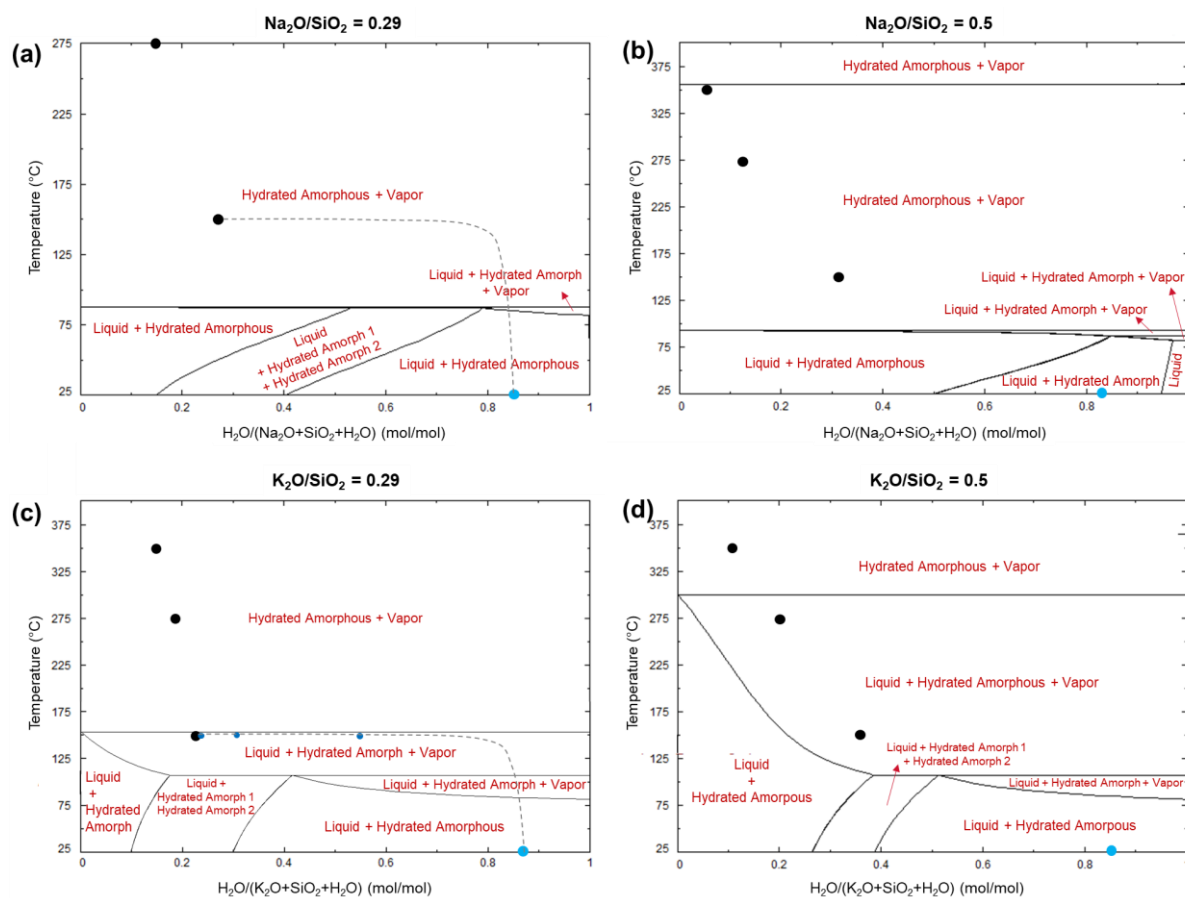 Na₂O/SiO₂ = 0.29
(a)
275
225
175
125
75
25
Temperature (°C)
Hydrated Amorphous + Vapor
Liquid + Hydrated Amorph
+ Vapor
Liquid + Hydrated Amorphous
Liquid
+ Hydrated Amorph 1
+ Hydrated Amorph 2
Liquid + Hydrated Amorphous
0 0.2 0.4 0.6 0.8 1
H₂O/(Na₂O+SiO₂+H₂O) (mol/mol)
Na₂O/SiO₂ = 0.5
(b)
375
325
275
225
175
125
75
25
Temperature (°C)
Hydrated Amorphous + Vapor
Hydrated Amorphous + Vapor
Liquid + Hydrated Amorph + Vapor
Liquid + Hydrated Amorph + Vapor
Liquid + Hydrated Amorphous
Liquid + Hydrated Amorph
Liquid
0 0.2 0.4 0.6 0.8 1
H₂O/(Na₂O+SiO₂+H₂O) (mol/mol)
K₂O/SiO₂ = 0.29
(c)
375
325
275
225
175
125
75
25
Temperature (°C)
Hydrated Amorphous + Vapor
Liquid + Hydrated Amorph + Vapor
Liquid
+
Hydrated
Amorph
Liquid +
Hydrated Amorph 1
Hydrated Amorph 2
Liquid + Hydrated Amorph + Vapor
Liquid + Hydrated Amorphous
0 0.2 0.4 0.6 0.8 1
H₂O/(K₂O+SiO₂+H₂O) (mol/mol)
K₂O/SiO₂ = 0.5
(d)
375
325
275
225
175
125
75
25
Temperature (°C)
Hydrated Amorphous + Vapor
Liquid + Hydrated Amorphous + Vapor
Liquid + Hydrated Amorph 1
+ Hydrated Amorph 2
Liquid
+
Hydrated Amorpous
Liquid + Hydrated Amorph + Vapor
Liquid + Hydrated Amorpous
0 0.2 0.4 0.6 0.8 1
H₂O/(K₂O+SiO₂+H₂O) (mol/mol)